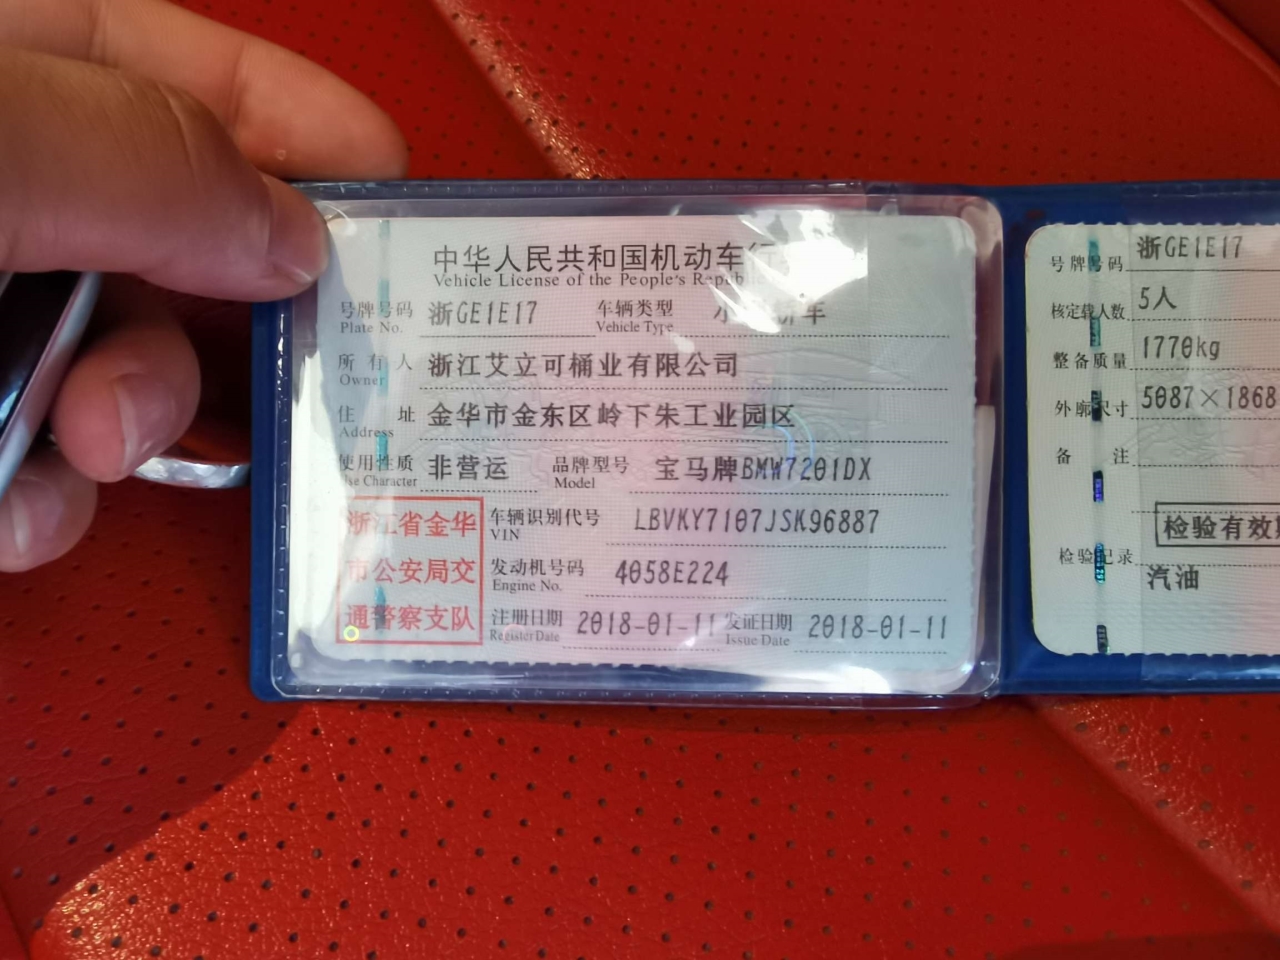 中华人民共和国机动车行
Vehicle License of the People's Republ
号牌号码 浙GE1E17 车辆类型 小 轿车
Plate No. Vehicle Type
所有人 浙江艾立可桶业有限公司
Owner
住址 金华市金东区岭下朱工业园区
Address
使用性质 非营运 品牌型号 宝马牌BMW7201DX
Use Character Model
浙江省金华
市公安局交
通警察支队
车辆识别代号 LBVKY7107JSK96887
VIN
发动机号码 4058E224
Engine No.
注册日期 2018-01-11 发证日期 2018-01-11
Register Date Issue Date
号牌号码 浙GE1E17
核定载人数 5人
整备质量 1770kg
外廓尺寸 5087×1868
备注
检验有效
检验记录
汽油